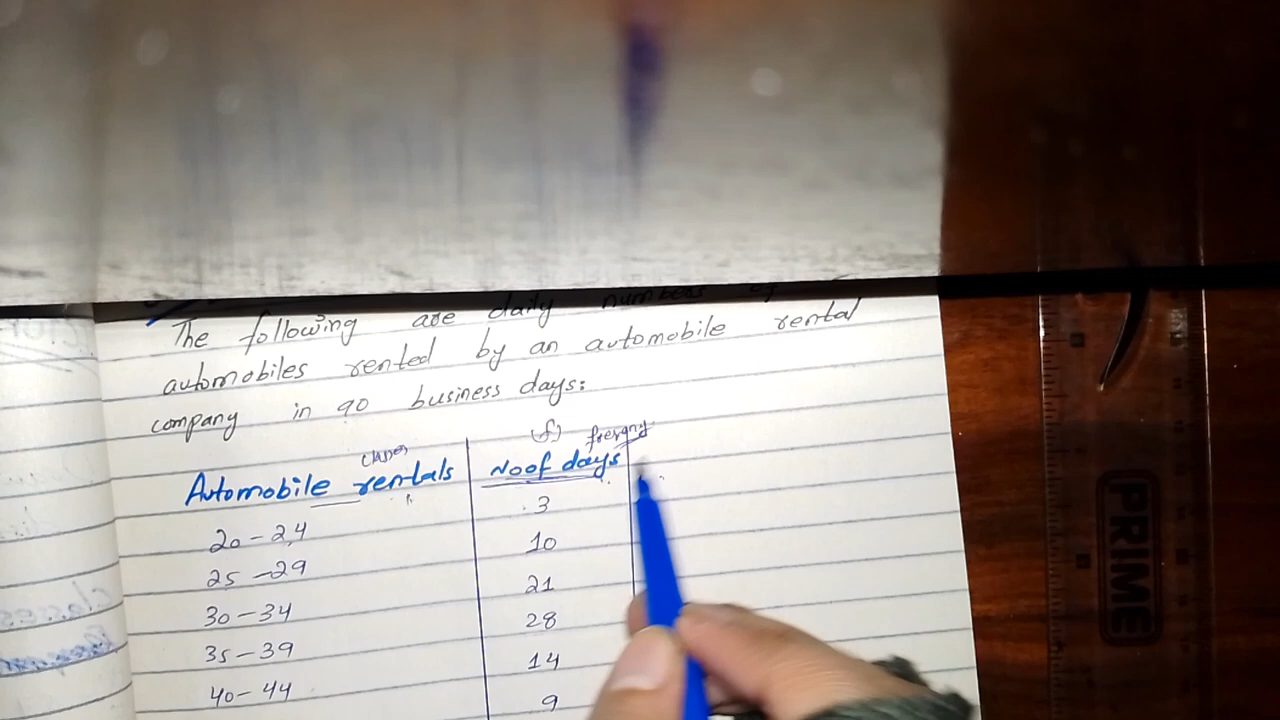 The following are daily numbers
automobiles rented by an automobile rental
company in 90 business days:
(f)
Automobile rentals No of days
20-24 3
25-29 10
30-34 21
35-39 28
40-44 14
9
PRIME
classes